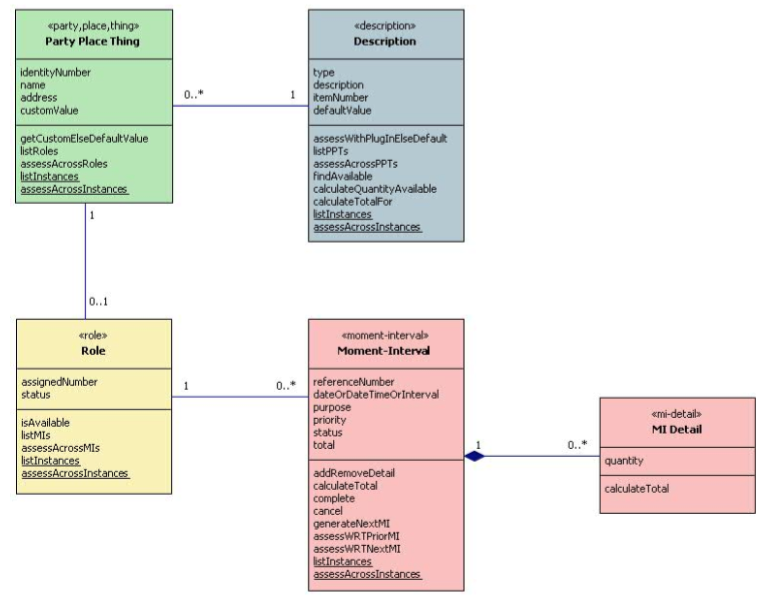 «party,place,thing»
Party Place Thing
identityNumber
name
address
customValue
getCustomElseDefaultValue
listRoles
assessAcrossRoles
listInstances
assessAcrossInstances
0..*
1
«description»
Description
type
description
itemNumber
defaultValue
assessWithPlugInElseDefault
listPPTs
assessAcrossPPTs
findAvailable
calculateQuantityAvailable
calculateTotalFor
listInstances
assessAcrossInstances
1
0..1
«role»
Role
assignedNumber
status
isAvailable
listMIs
assessAcrossMIs
listInstances
assessAcrossInstances
1
0..*
«moment-interval»
Moment-Interval
referenceNumber
dateOrDateTimeOrInterval
purpose
priority
status
total
addRemoveDetail
calculateTotal
complete
cancel
generateNextMI
assessWRTPriorMI
assessWRTNextMI
listInstances
assessAcrossInstances
1
0..*
«mi-detail»
MI Detail
quantity
calculateTotal